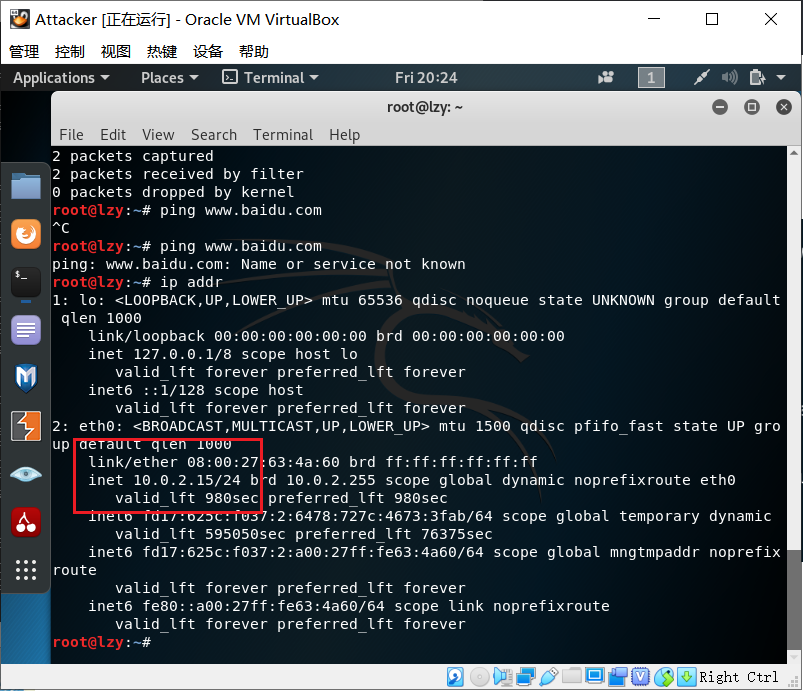 Attacker [正在运行] - Oracle VM VirtualBox
管理 控制 视图 热键 设备 帮助
Applications Places Terminal Fri 20:24 1
root@lzy: ~
File Edit View Search Terminal Help
2 packets captured
2 packets received by filter
0 packets dropped by kernel
root@lzy:~# ping www.baidu.com
^C
root@lzy:~# ping www.baidu.com
ping: www.baidu.com: Name or service not known
root@lzy:~# ip addr
1: lo: <LOOPBACK,UP,LOWER_UP> mtu 65536 qdisc noqueue state UNKNOWN group default
qlen 1000
link/loopback 00:00:00:00:00:00 brd 00:00:00:00:00:00
inet 127.0.0.1/8 scope host lo
valid_lft forever preferred_lft forever
inet6 ::1/128 scope host
valid_lft forever preferred_lft forever
2: eth0: <BROADCAST,MULTICAST,UP,LOWER_UP> mtu 1500 qdisc pfifo_fast state UP gro
up default qlen 1000
link/ether 08:00:27:63:4a:60 brd ff:ff:ff:ff:ff:ff
inet 10.0.2.15/24 brd 10.0.2.255 scope global dynamic noprefixroute eth0
valid_lft 980sec preferred_lft 980sec
inet6 fd17:625c:f037:2:6478:727c:4673:3fab/64 scope global temporary dynamic
valid_lft 595050sec preferred_lft 76375sec
inet6 fd17:625c:f037:2:a00:27ff:fe63:4a60/64 scope global mngtmpaddr noprefix
route
valid_lft forever preferred_lft forever
inet6 fe80::a00:27ff:fe63:4a60/64 scope link noprefixroute
valid_lft forever preferred_lft forever
root@lzy:~#
Right Ctrl